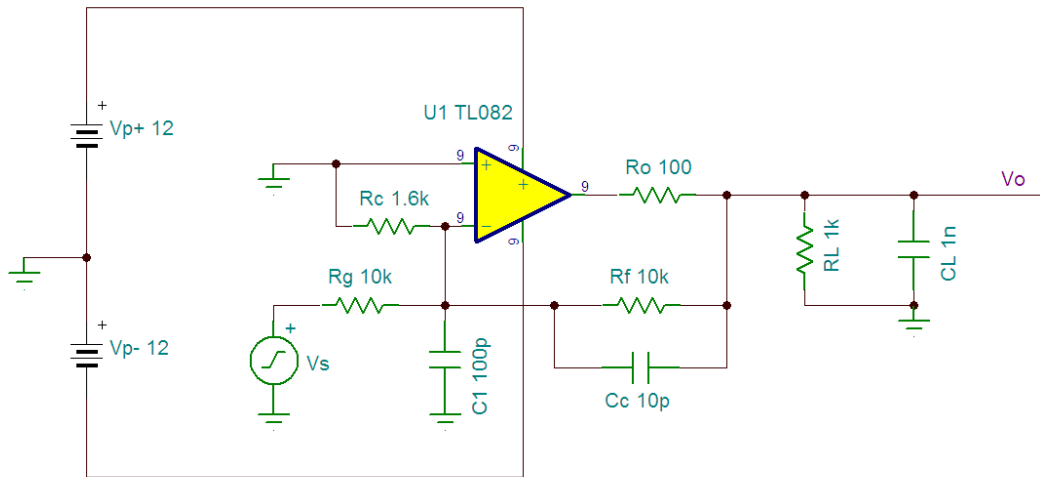 +
Vp+ 12
U1 TL082
9
9
+
+
Rc 1.6k
9
−
9
9
Ro 100
Vo
RL 1k
CL 1n
Rg 10k
Rf 10k
+
Vp- 12
+
Vs
C1 100p
Cc 10p